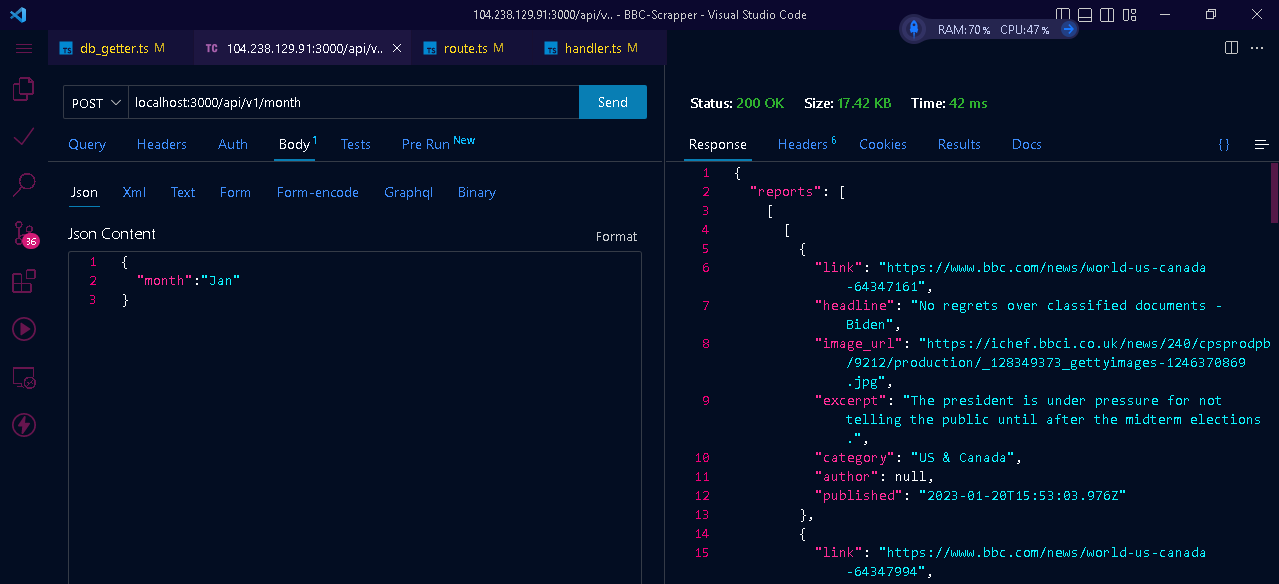 104.238.129.91:3000/api/v.. - BBC-Scrapper - Visual Studio Code
RAM:70% CPU:47%
TS db_getter.ts M
TC 104.238.129.91:3000/api/v..
TS route.ts M
TS handler.ts M
POST
localhost:3000/api/v1/month
Send
Query
Headers
Auth
Body 1
Tests
Pre Run New
Json
Xml
Text
Form
Form-encode
Graphql
Binary
Json Content
Format
1 {
2 "month":"Jan"
3 }
36
Status: 200 OK Size: 17.42 KB Time: 42 ms
Response
Headers 6
Cookies
Results
Docs
{}
1 {
2 "reports": [
3 [
4 [
5 {
6 "link": "https://www.bbc.com/news/world-us-canada
-64347161",
7 "headline": "No regrets over classified documents -
Biden",
8 "image_url": "https://ichef.bbci.co.uk/news/240/cpsprodpb
/9212/production/_128349373_gettyimages-1246370869
.jpg",
9 "excerpt": "The president is under pressure for not
telling the public until after the midterm elections
.",
10 "category": "US & Canada",
11 "author": null,
12 "published": "2023-01-20T15:53:03.976Z"
13 },
14 {
15 "link": "https://www.bbc.com/news/world-us-canada
-64347994",